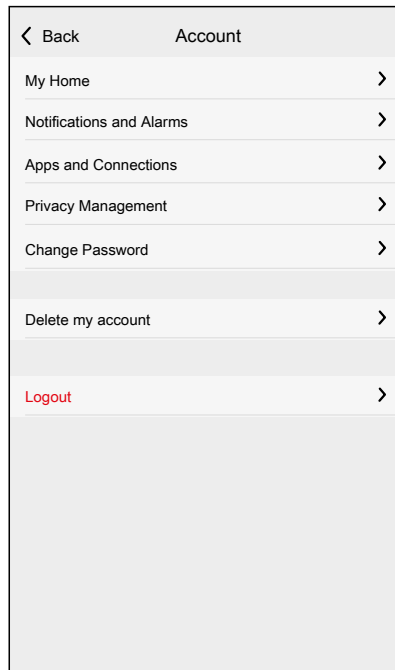 Back Account
My Home
Notifications and Alarms
Apps and Connections
Privacy Management
Change Password
Delete my account
Logout